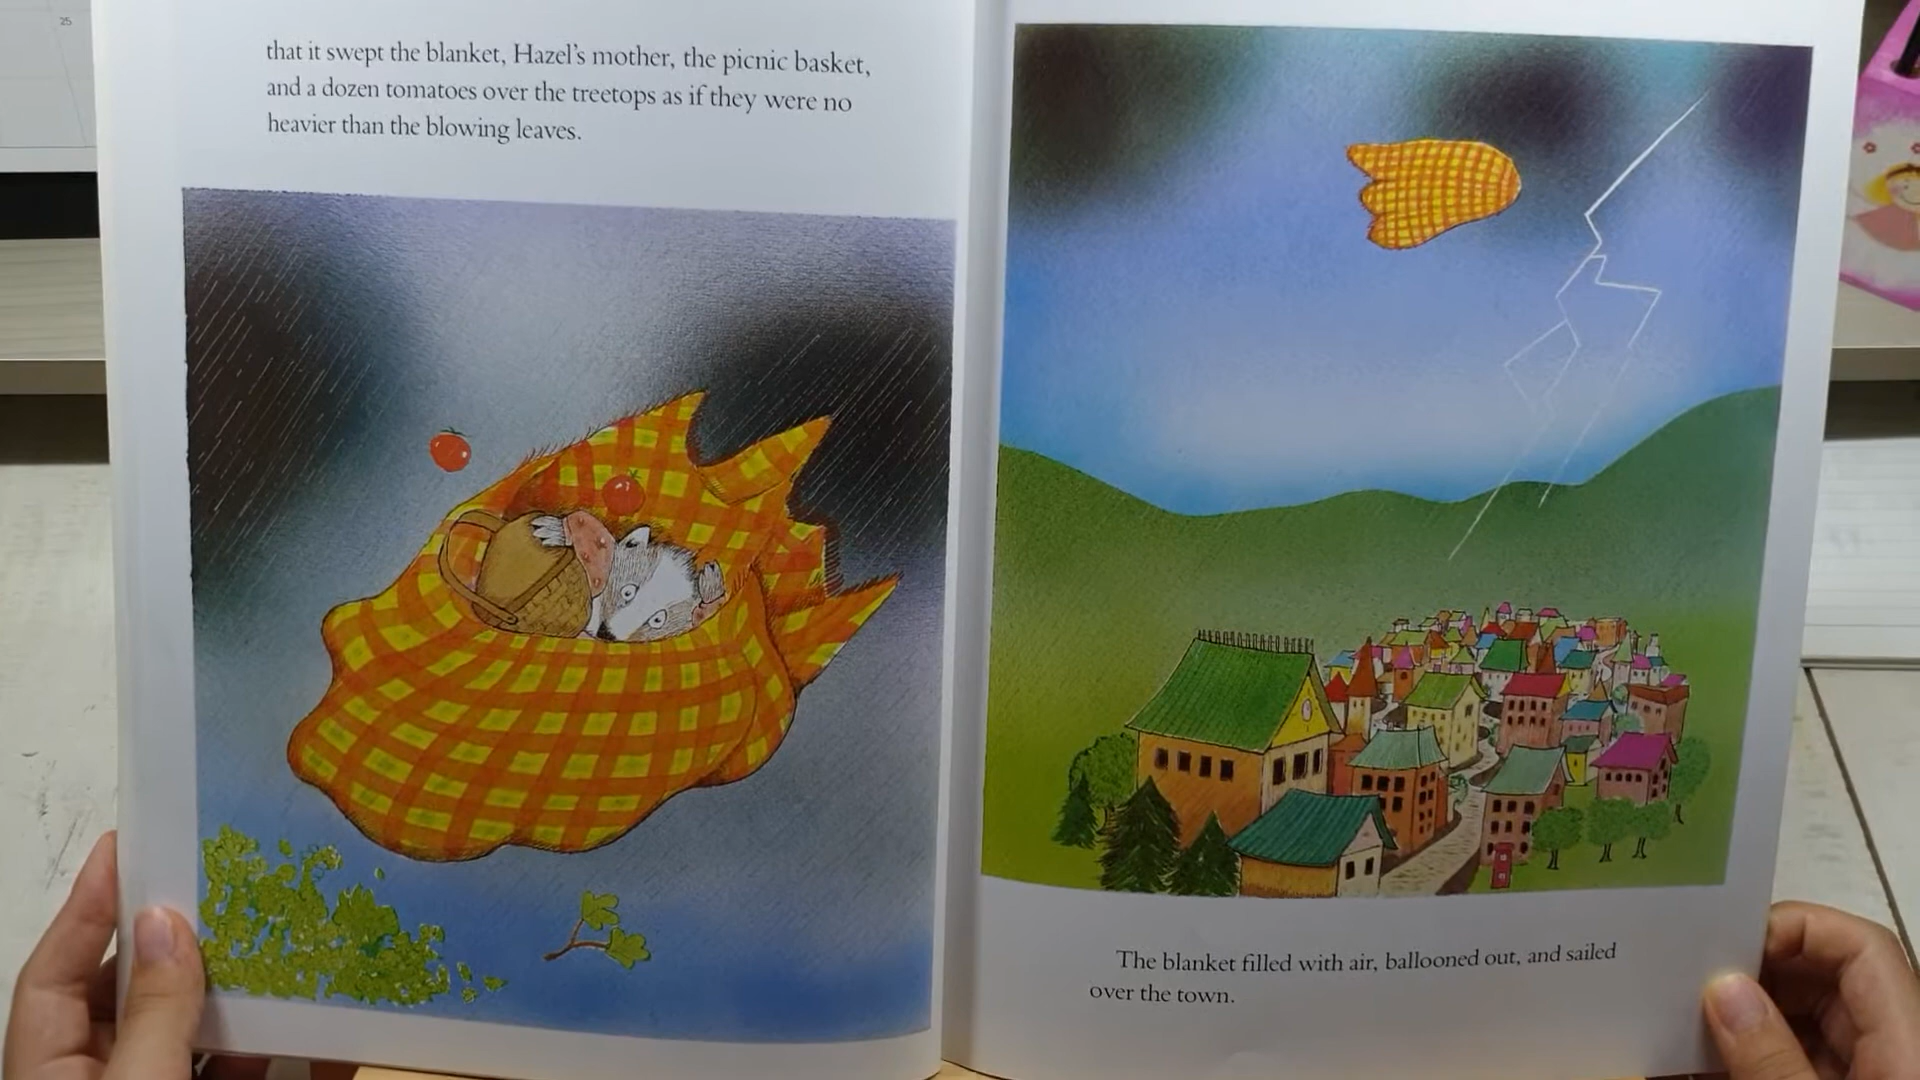 25
that it swept the blanket, Hazel's mother, the picnic basket,
and a dozen tomatoes over the treetops as if they were no
heavier than the blowing leaves.
The blanket filled with air, ballooned out, and sailed
over the town.